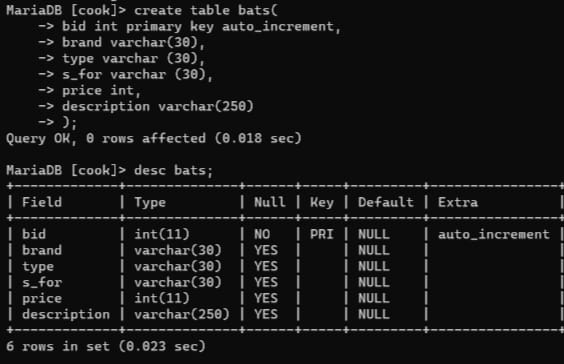 MariaDB [cook]> create table bats(
    -> bid int primary key auto_increment,
    -> brand varchar(30),
    -> type varchar (30),
    -> s_for varchar (30),
    -> price int,
    -> description varchar(250)
    -> );
Query OK, 0 rows affected (0.018 sec)

MariaDB [cook]> desc bats;
+-------------+--------------+------+-----+---------+----------------+
| Field       | Type         | Null | Key | Default | Extra          |
+-------------+--------------+------+-----+---------+----------------+
| bid         | int(11)      | NO   | PRI | NULL    | auto_increment |
| brand       | varchar(30)  | YES  |     | NULL    |                |
| type        | varchar(30)  | YES  |     | NULL    |                |
| s_for       | varchar(30)  | YES  |     | NULL    |                |
| price       | int(11)      | YES  |     | NULL    |                |
| description | varchar(250) | YES  |     | NULL    |                |
+-------------+--------------+------+-----+---------+----------------+
6 rows in set (0.023 sec)